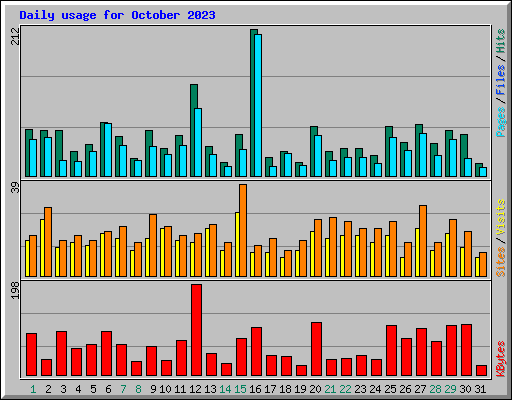 Daily usage for October 2023
212
Pages / Files / Hits
39
Sites / Visits
198
KBytes
1 2 3 4 5 6 7 8 9 10 11 12 13 14 15 16 17 18 19 20 21 22 23 24 25 26 27 28 29 30 31